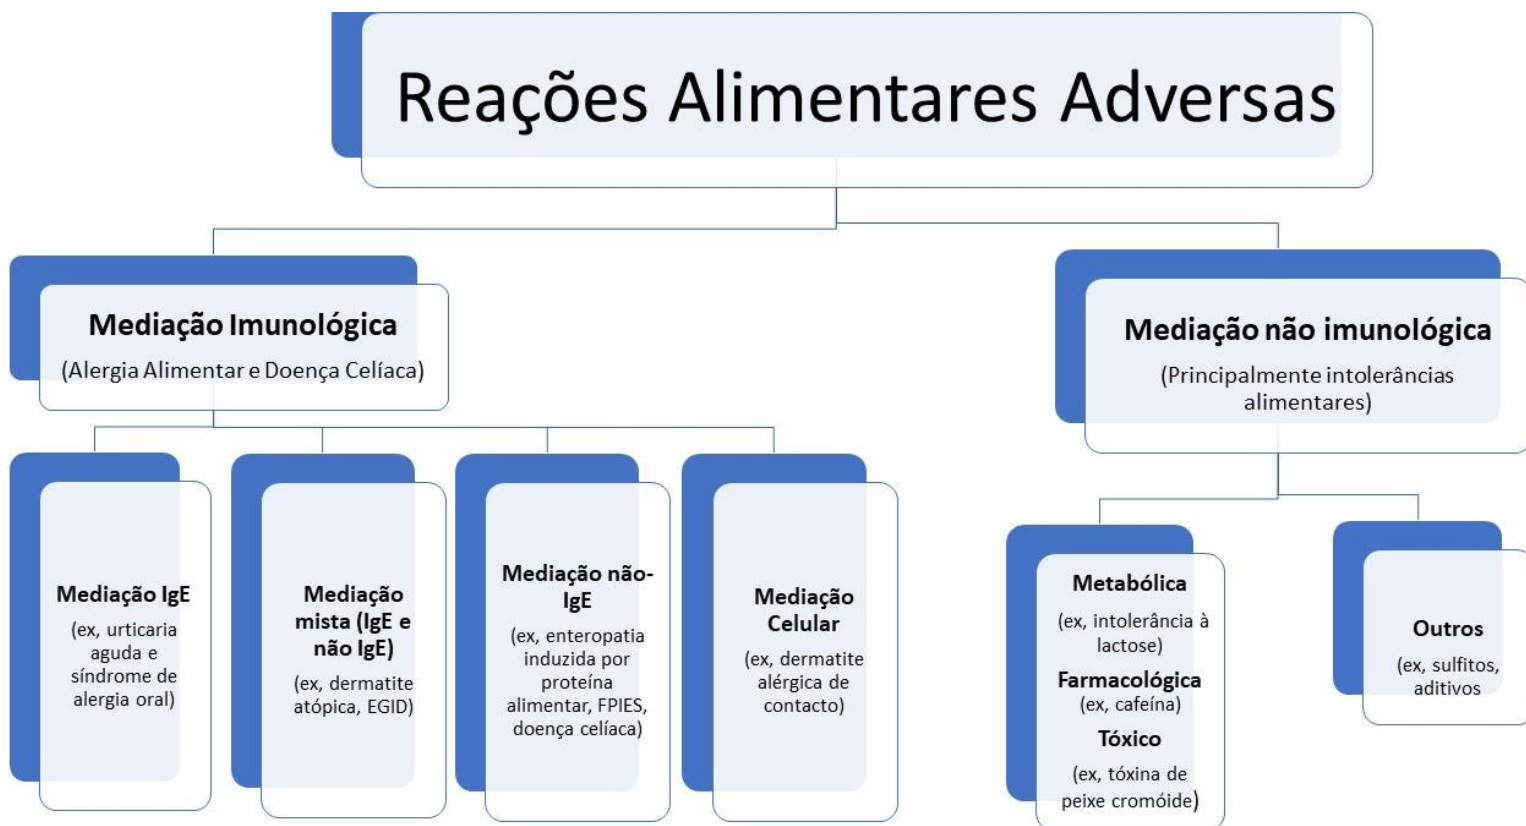 Reações Alimentares Adversas
Mediação Imunológica
(Alergia Alimentar e Doença Celíaca)
Mediação não imunológica
(Principalmente intolerâncias
alimentares)
Mediação IgE
(ex, urticaria
aguda e
síndrome de
alergia oral)
Mediação
mista (IgE e
não IgE)
(ex, dermatite
atópica, EGID)
Mediação não-
IgE
(ex, enteropatia
induzida por
proteína
alimentar, FPIES,
doença celíaca)
Mediação
Celular
(ex, dermatite
alérgica de
contacto)
Metabólica
(ex, intolerância à
lactose)
Farmacológica
(ex, cafeína)
Tóxico
(ex, tóxina de
peixe cromóide)
Outros
(ex, sulfitos,
aditivos